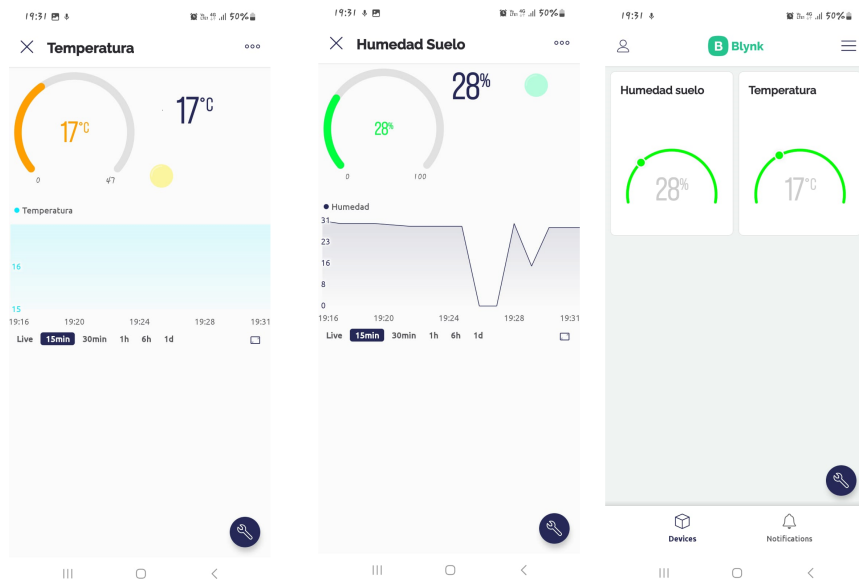 19:31
50%
Temperatura
17°C
17°C
0
47
Temperatura
16
15
19:16 19:20 19:24 19:28 19:31
Live 15min 30min 1h 6h 1d
19:31
50%
Humedad Suelo
28%
28%
0
100
Humedad
31
23
16
8
0
19:16 19:20 19:24 19:28 19:31
Live 15min 30min 1h 6h 1d
19:31
50%
B Blynk
Humedad suelo
28%
Temperatura
17°C
Devices
Notifications